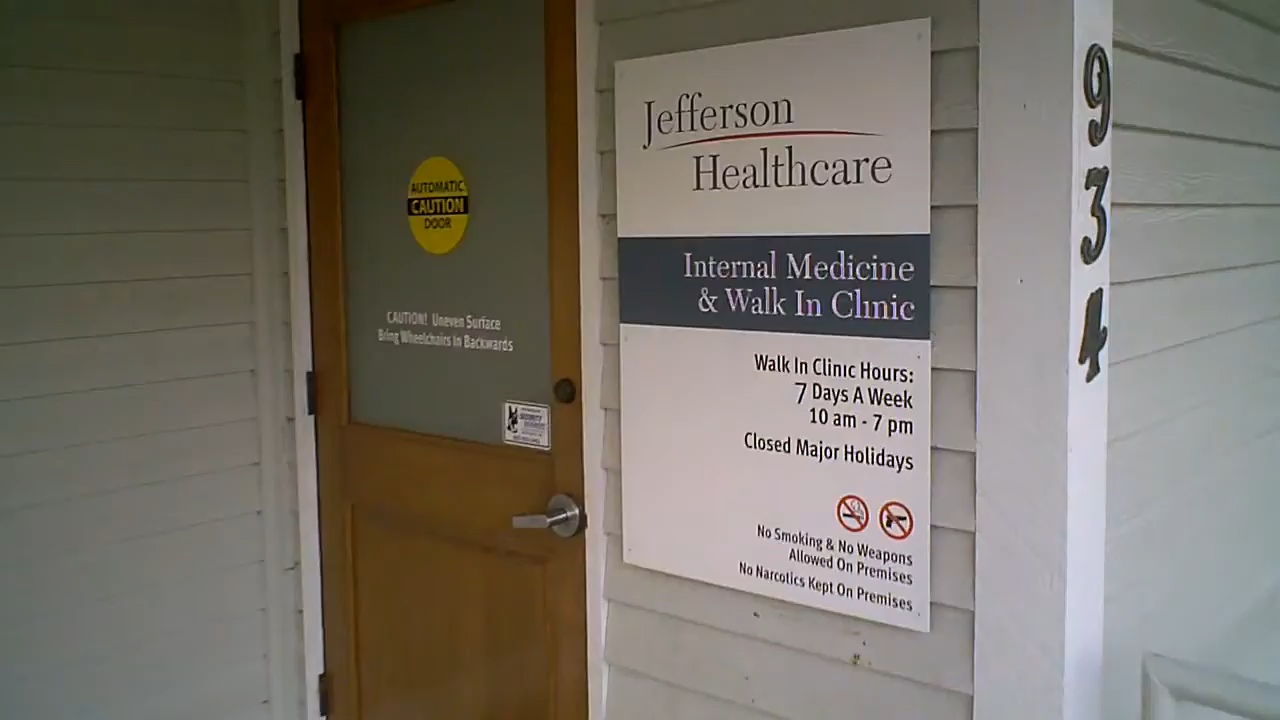 AUTOMATIC
CAUTION
DOOR
CAUTION! Uneven Surface
Bring Wheelchairs In Backwards
SECURITY
Jefferson
Healthcare
Internal Medicine
& Walk In Clinic
Walk In Clinic Hours:
7 Days A Week
10 am - 7 pm
Closed Major Holidays
No Smoking & No Weapons
Allowed On Premises
No Narcotics Kept On Premises
934